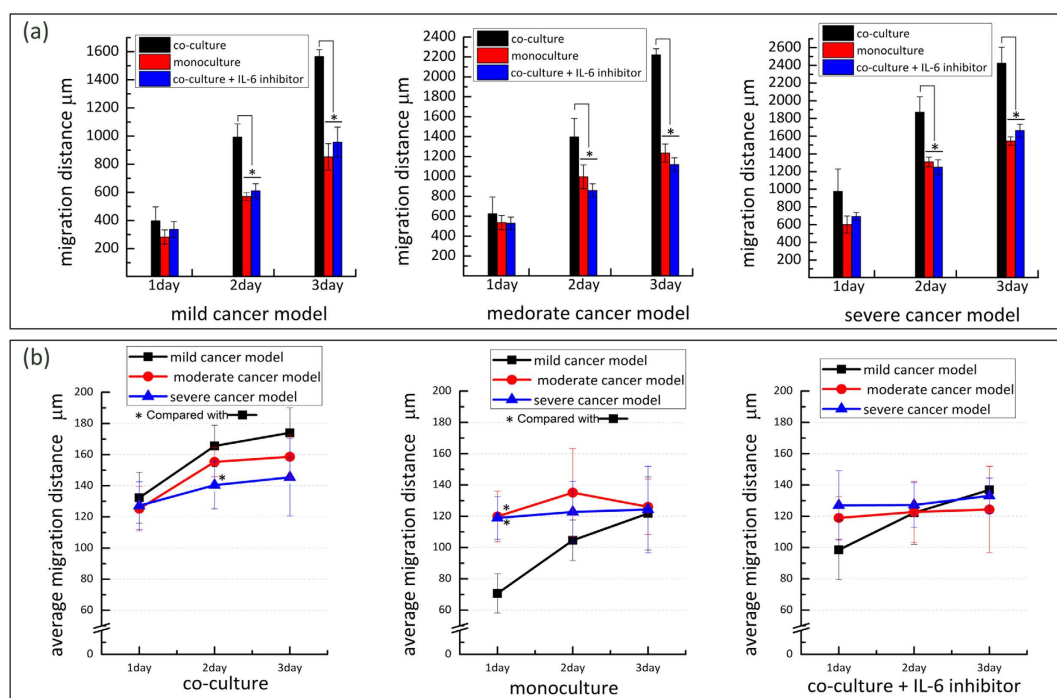 (a)
co-culture
monoculture
co-culture + IL-6 inhibitor
migration distance μm
1600
1400
1200
1000
800
600
400
200
*
*
1day 2day 3day
mild cancer model
co-culture
monoculture
co-culture + IL-6 inhibitor
migration distance μm
2400
2200
2000
1800
1600
1400
1200
1000
800
600
400
200
*
*
1day 2day 3day
medorate cancer model
co-culture
monoculture
co-culture + IL-6 inhibitor
migration distance μm
2600
2400
2200
2000
1800
1600
1400
1200
1000
800
600
400
200
*
*
1day 2day 3day
severe cancer model
(b)
mild cancer model
moderate cancer model
severe cancer model
* Compared with
average migration distance μm
200
180
160
140
120
100
80
60
0
*
1day 2day 3day
co-culture
mild cancer model
moderate cancer model
severe cancer model
* Compared with
average migration distance μm
200
180
160
140
120
100
80
60
0
*
*
1day 2day 3day
monoculture
mild cancer model
moderate cancer model
severe cancer model
average migration distance μm
200
180
160
140
120
100
80
60
0
1day 2day 3day
co-culture + IL-6 inhibitor